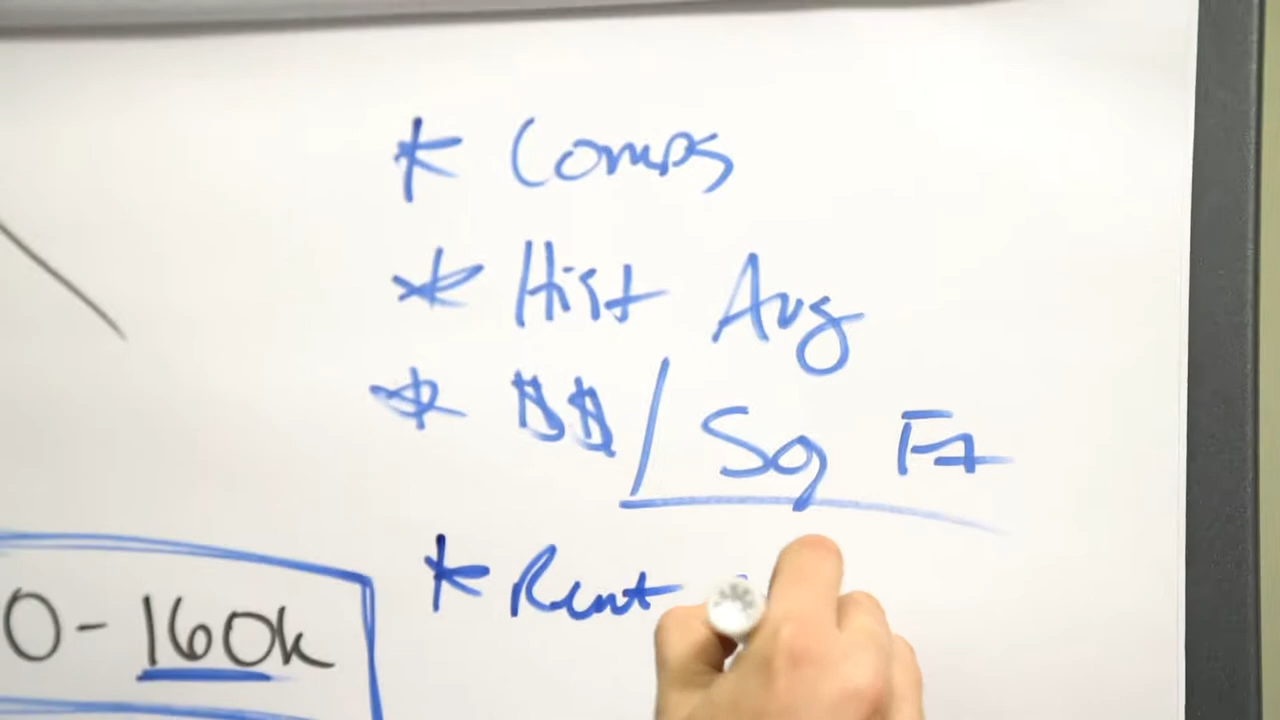 * Comps
* Hist Avg
* $$/Sq Ft
* Rent
0-160k